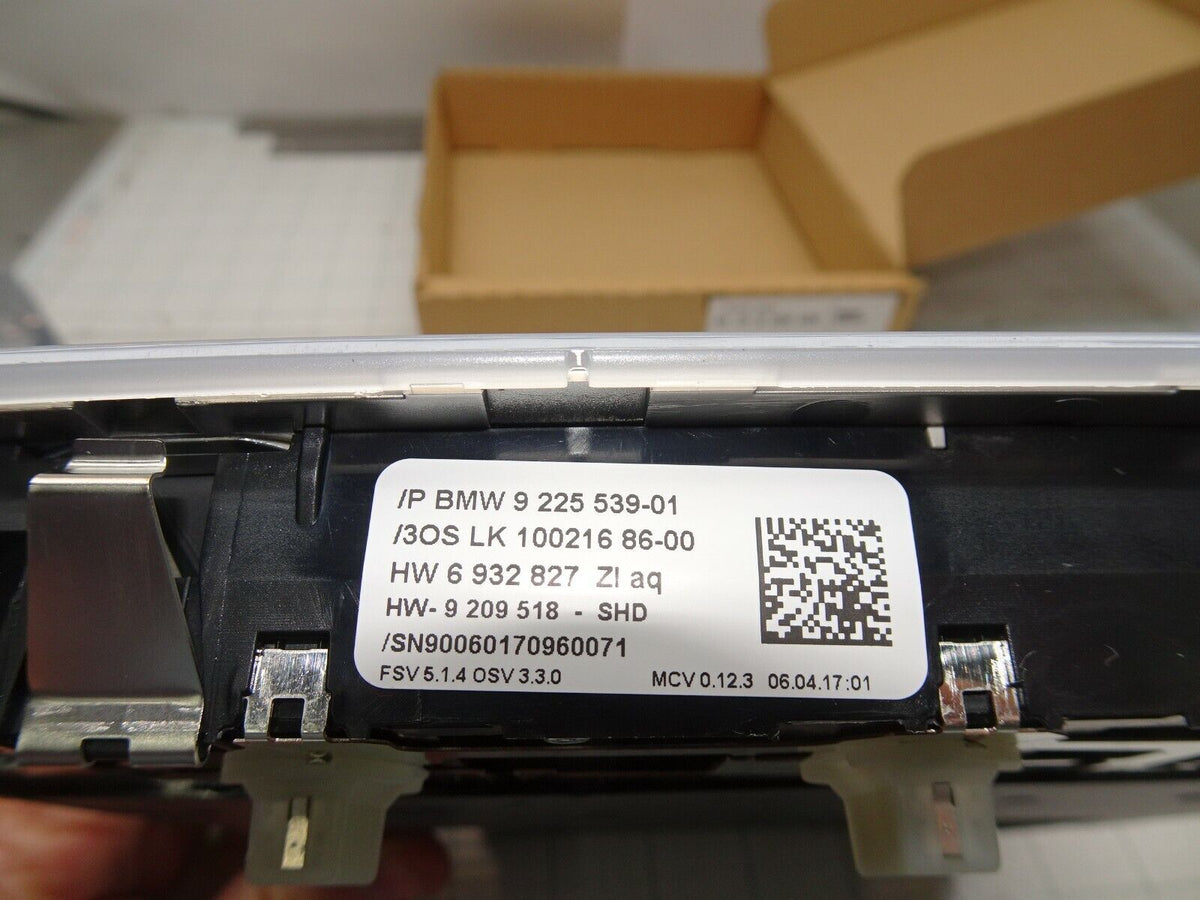 /P BMW 9 225 539-01
/3OS LK 100216 86-00
HW 6 932 827 ZI aq
HW- 9 209 518 - SHD
/SN90060170960071
FSV 5.1.4 OSV 3.3.0 MCV 0.12.3 06.04.17:01